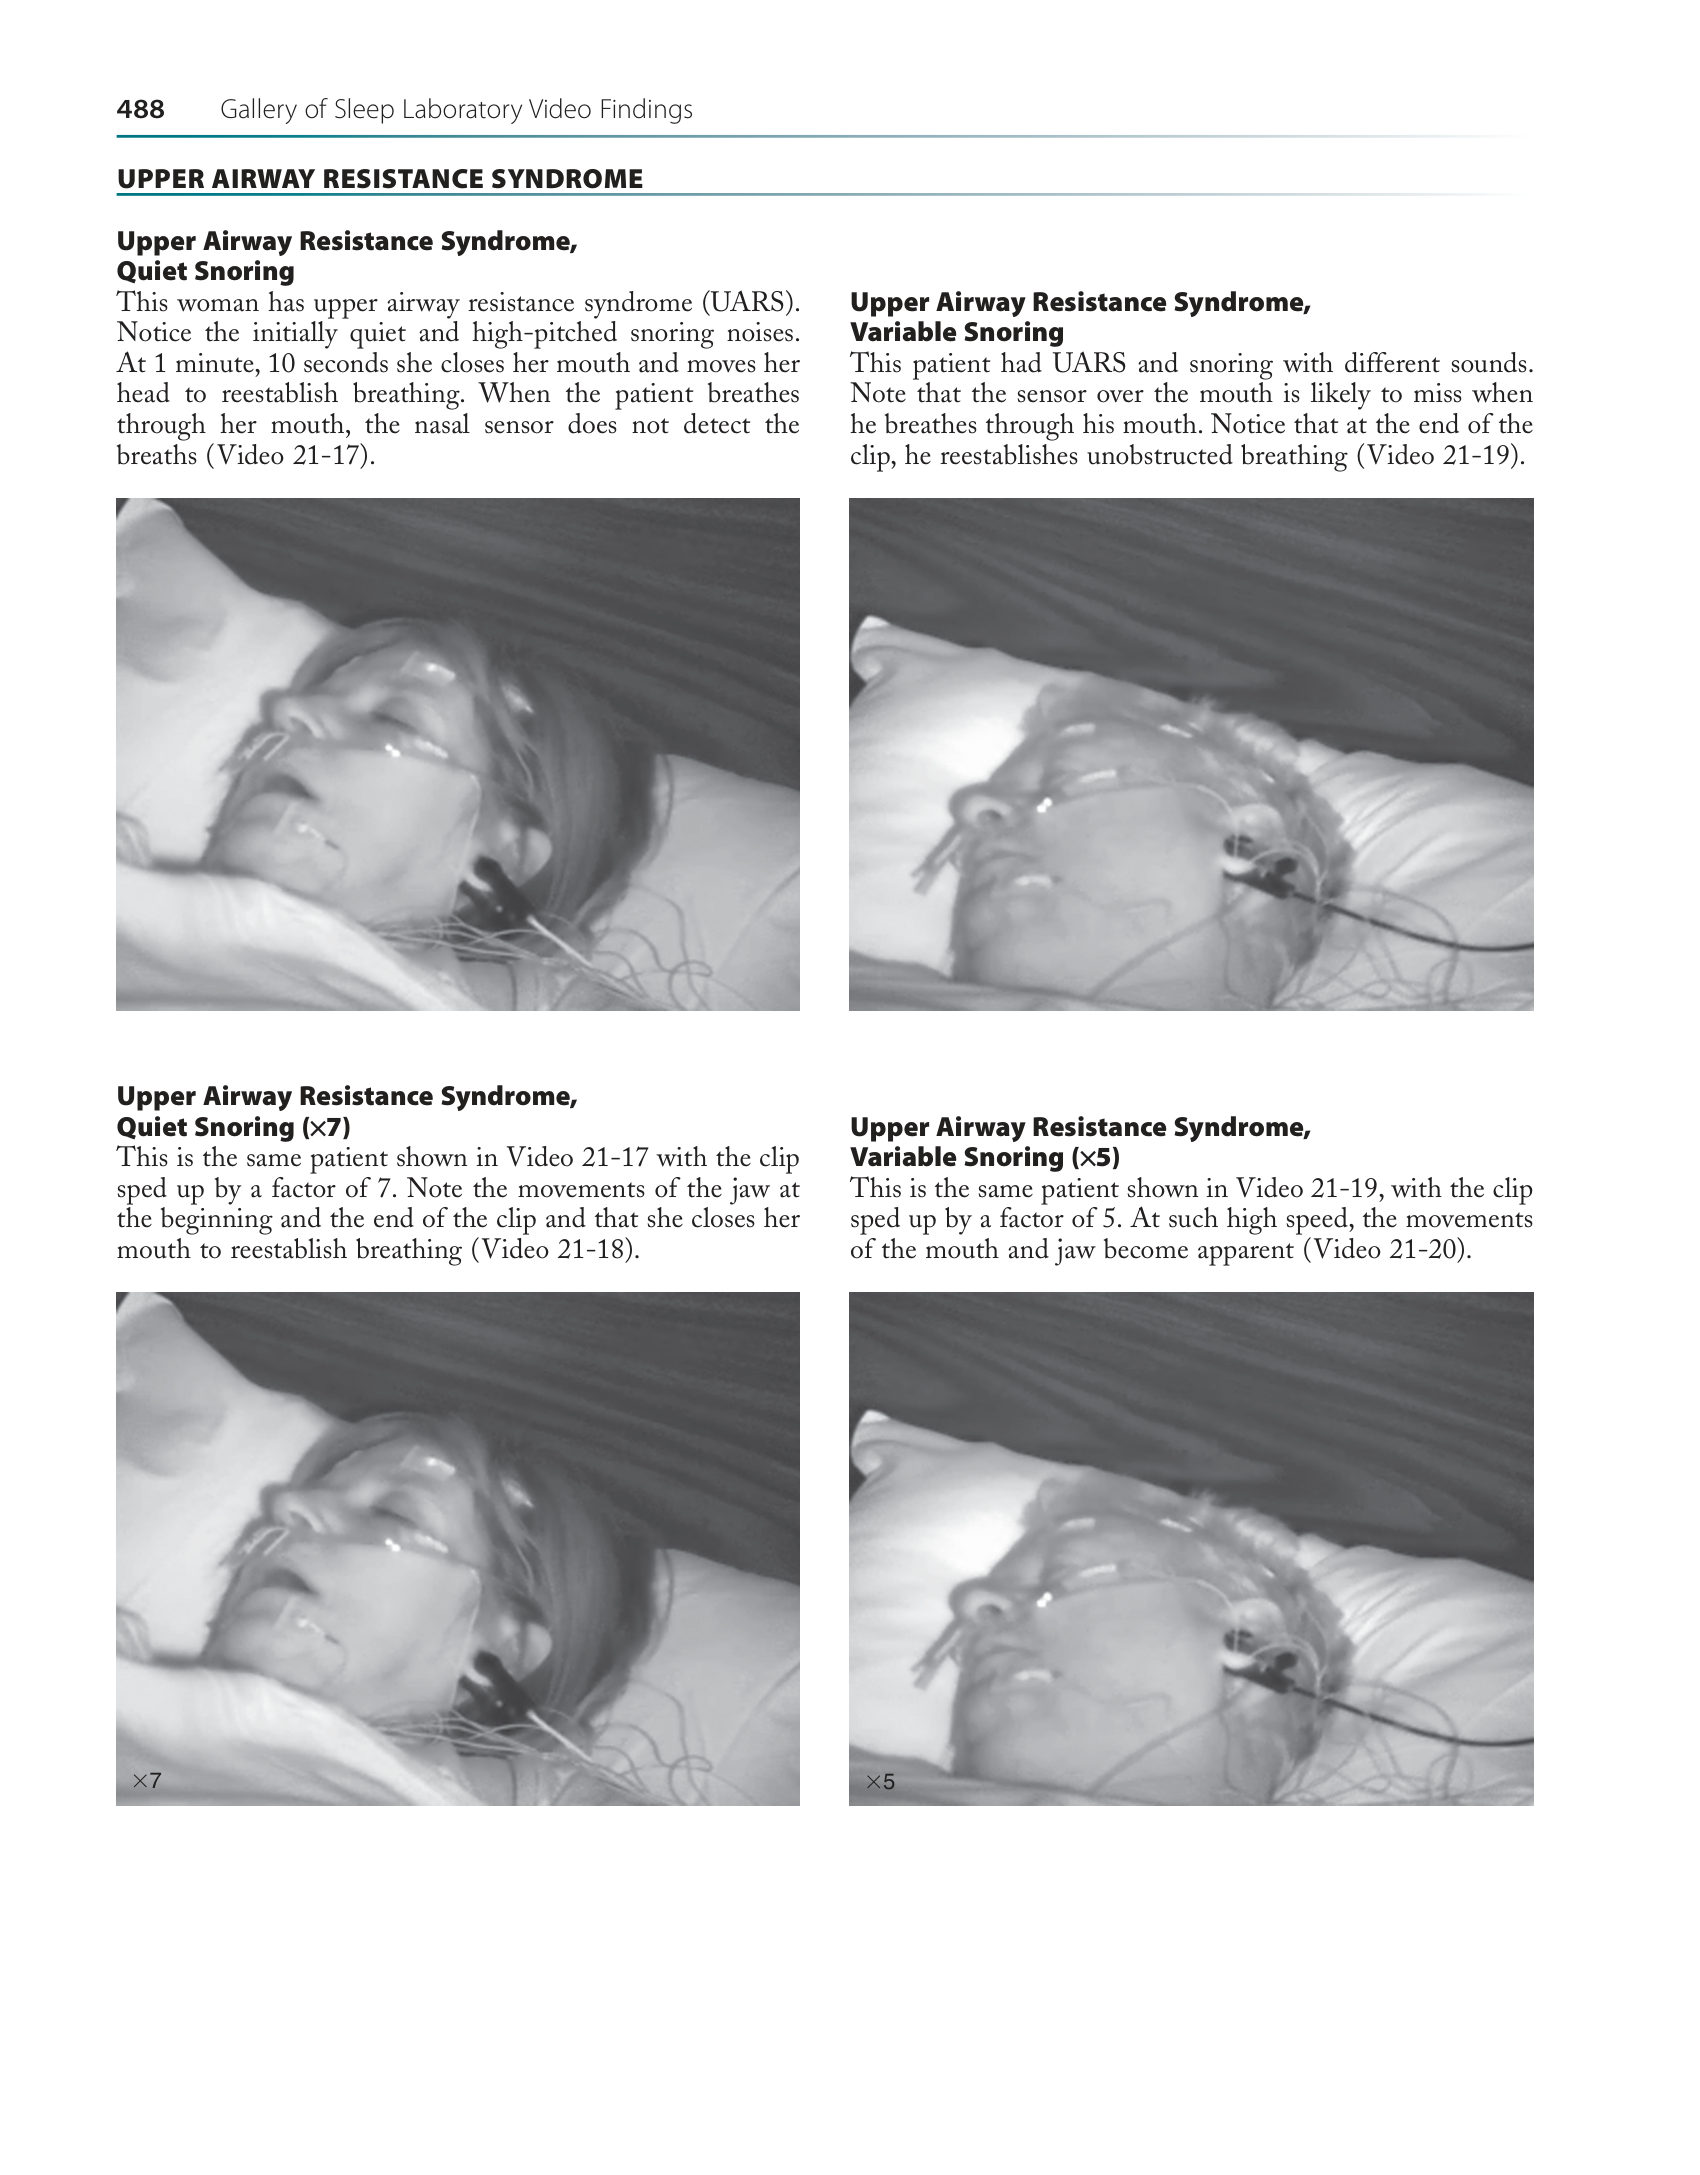 488 Gallery of Sleep Laboratory Video Findings
UPPER AIRWAY RESISTANCE SYNDROME
Upper Airway Resistance Syndrome,
Quiet Snoring
This woman has upper airway resistance syndrome (UARS).
Notice the initially quiet and high-pitched snoring noises.
At 1 minute, 10 seconds she closes her mouth and moves her
head to reestablish breathing. When the patient breathes
through her mouth, the nasal sensor does not detect the
breaths (Video 21-17).
Upper Airway Resistance Syndrome,
Quiet Snoring (×7)
This is the same patient shown in Video 21-17 with the clip
sped up by a factor of 7. Note the movements of the jaw at
the beginning and the end of the clip and that she closes her
mouth to reestablish breathing (Video 21-18).
×7
Upper Airway Resistance Syndrome,
Variable Snoring
This patient had UARS and snoring with different sounds.
Note that the sensor over the mouth is likely to miss when
he breathes through his mouth. Notice that at the end of the
clip, he reestablishes unobstructed breathing (Video 21-19).
Upper Airway Resistance Syndrome,
Variable Snoring (×5)
This is the same patient shown in Video 21-19, with the clip
sped up by a factor of 5. At such high speed, the movements
of the mouth and jaw become apparent (Video 21-20).
×5